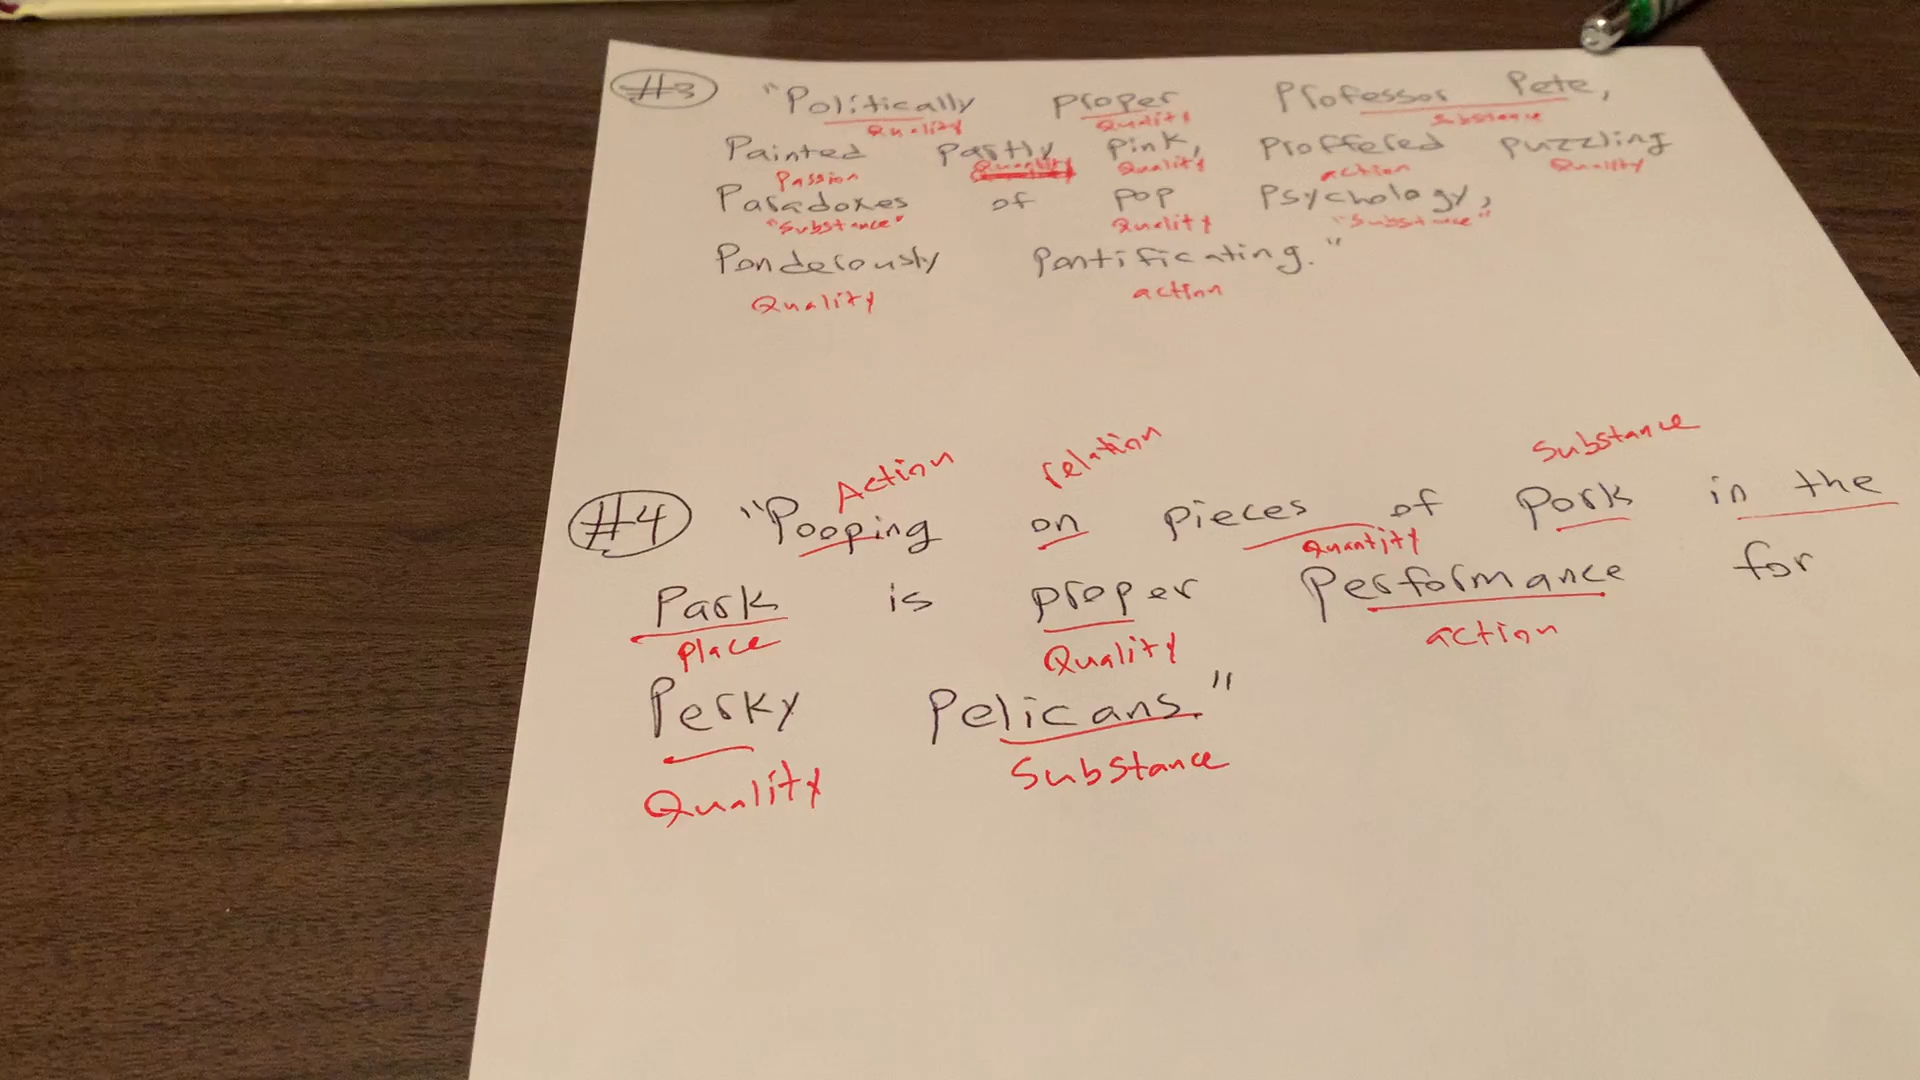 #3 "Politically proper Professor Pete,
Quality Quality Substance
Painted partly pink, proffered puzzling
Passion Quality action Quality
Paradoxes of pop Psychology,
"Substance" Quality "Substance"
Ponderously pontificating."
Quality action
Action relation Substance
#4 "Pooping on pieces of Pork in the
Quantity
Park is proper performance for
place Quality action
Perky Pelicans"
Quality Substance